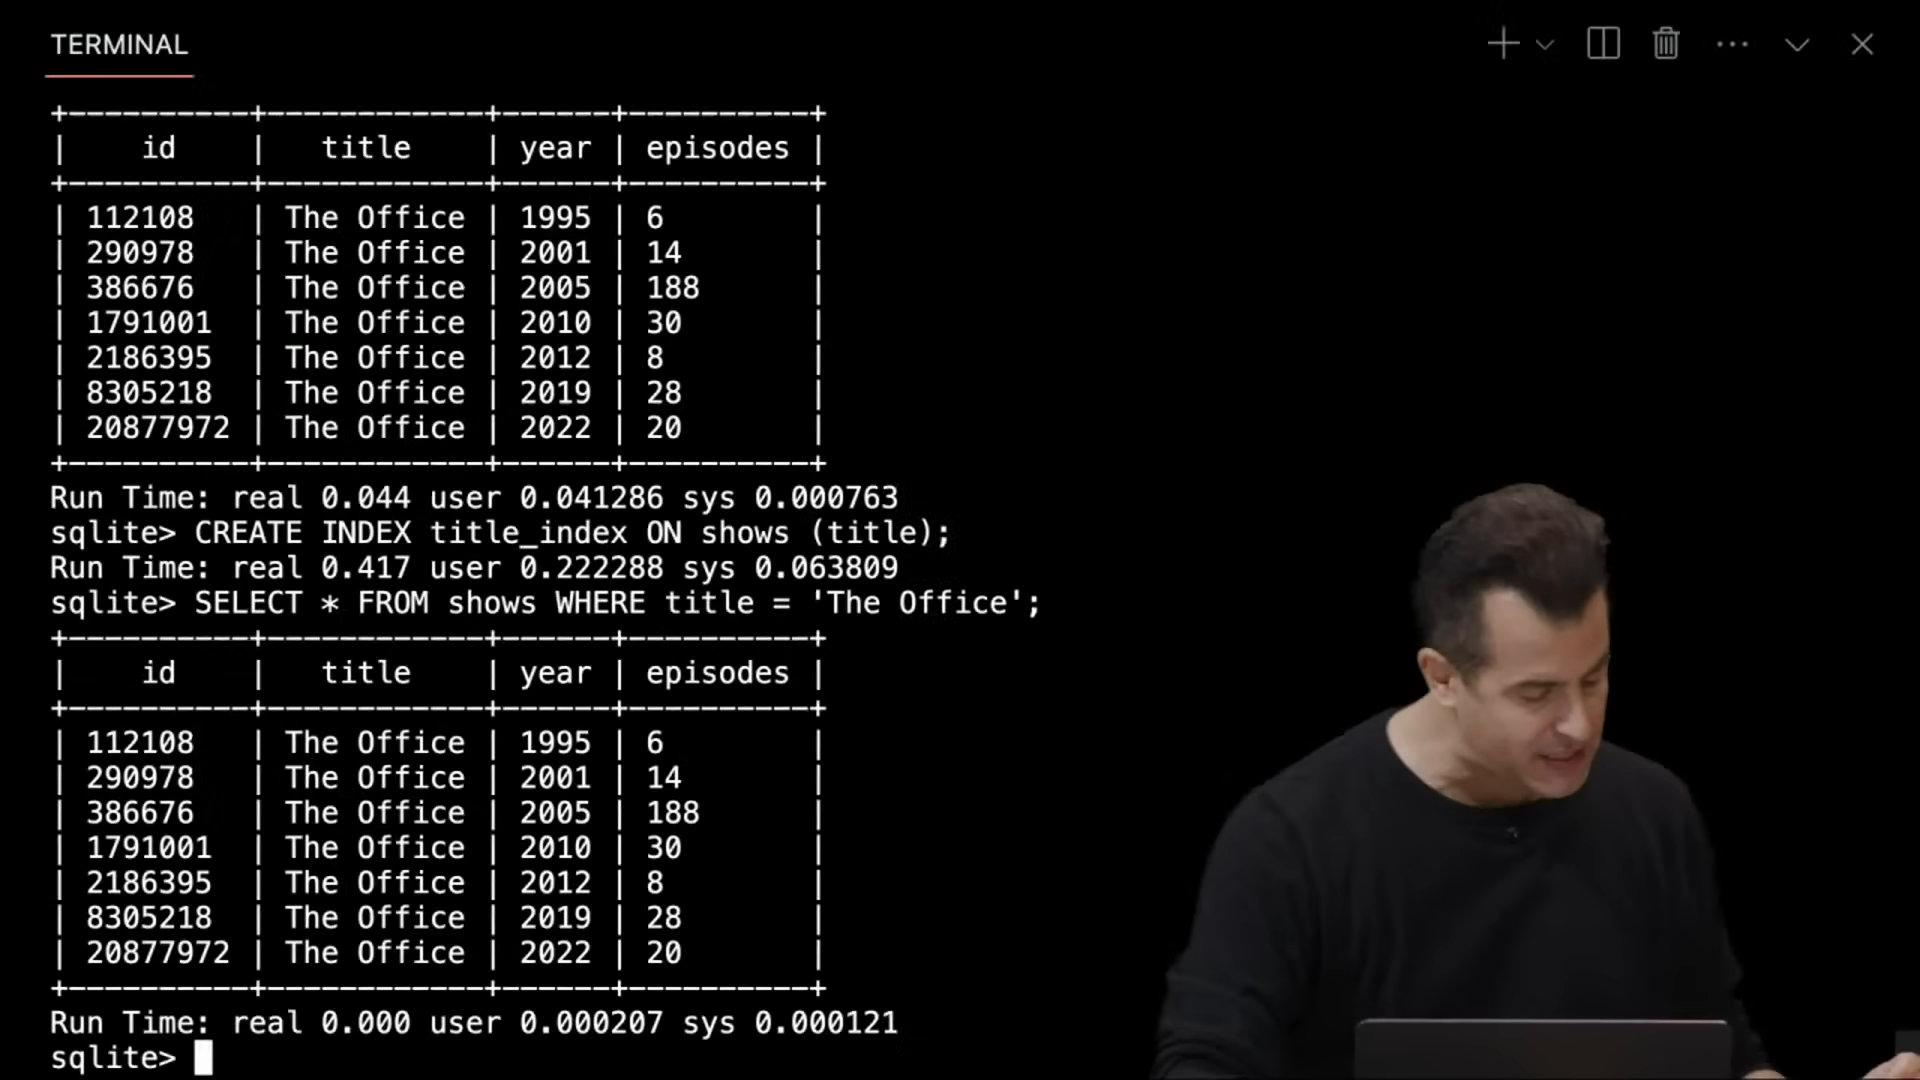 TERMINAL
+----------+------------+------+----------+
|    id    |   title    | year | episodes |
+----------+------------+------+----------+
| 112108   | The Office | 1995 | 6        |
| 290978   | The Office | 2001 | 14       |
| 386676   | The Office | 2005 | 188      |
| 1791001  | The Office | 2010 | 30       |
| 2186395  | The Office | 2012 | 8        |
| 8305218  | The Office | 2019 | 28       |
| 20877972 | The Office | 2022 | 20       |
+----------+------------+------+----------+
Run Time: real 0.044 user 0.041286 sys 0.000763
sqlite> CREATE INDEX title_index ON shows (title);
Run Time: real 0.417 user 0.222288 sys 0.063809
sqlite> SELECT * FROM shows WHERE title = 'The Office';
+----------+------------+------+----------+
|    id    |   title    | year | episodes |
+----------+------------+------+----------+
| 112108   | The Office | 1995 | 6        |
| 290978   | The Office | 2001 | 14       |
| 386676   | The Office | 2005 | 188      |
| 1791001  | The Office | 2010 | 30       |
| 2186395  | The Office | 2012 | 8        |
| 8305218  | The Office | 2019 | 28       |
| 20877972 | The Office | 2022 | 20       |
+----------+------------+------+----------+
Run Time: real 0.000 user 0.000207 sys 0.000121
sqlite>